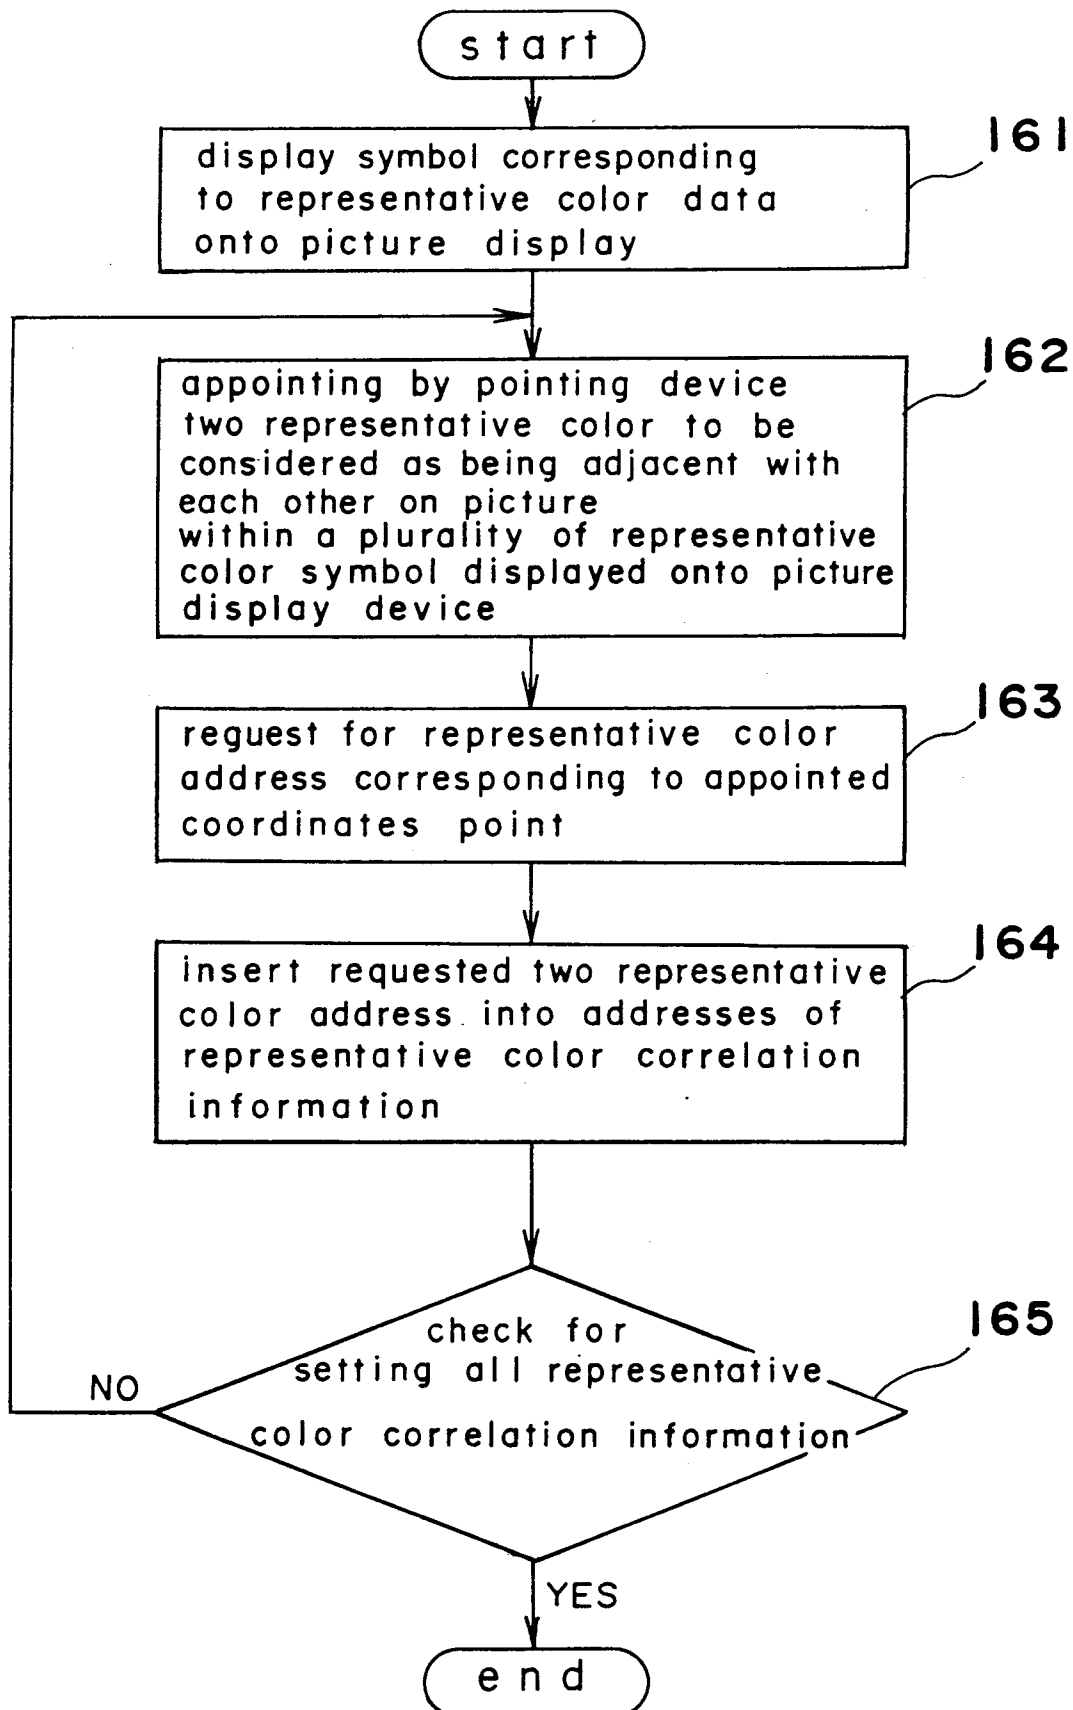 start
161
display symbol corresponding
to representative color data
onto picture display
162
appointing by pointing device
two representative color to be
considered as being adjacent with
each other on picture
within a plurality of representative
color symbol displayed onto picture
display device
163
reguest for representative color
address corresponding to appointed
coordinates point
164
insert requested two representative
color address into addresses of
representative color correlation
information
165
check for
setting all representative
color correlation information
NO
YES
end